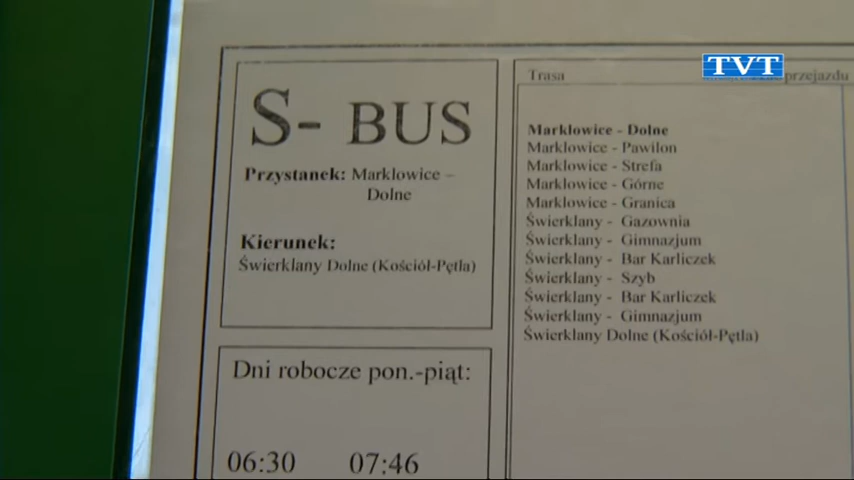 TVT
S- BUS
Przystanek: Marklowice –
Dolne
Kierunek:
Świerklany Dolne (Kościół-Pętla)
Dni robocze pon.-piąt:
06:30 07:46
Trasa przejazdu
Marklowice - Dolne
Marklowice - Pawilon
Marklowice - Strefa
Marklowice - Górne
Marklowice - Granica
Świerklany - Gazownia
Świerklany - Gimnazjum
Świerklany - Bar Karliczek
Świerklany - Szyb
Świerklany - Bar Karliczek
Świerklany - Gimnazjum
Świerklany Dolne (Kościół-Pętla)